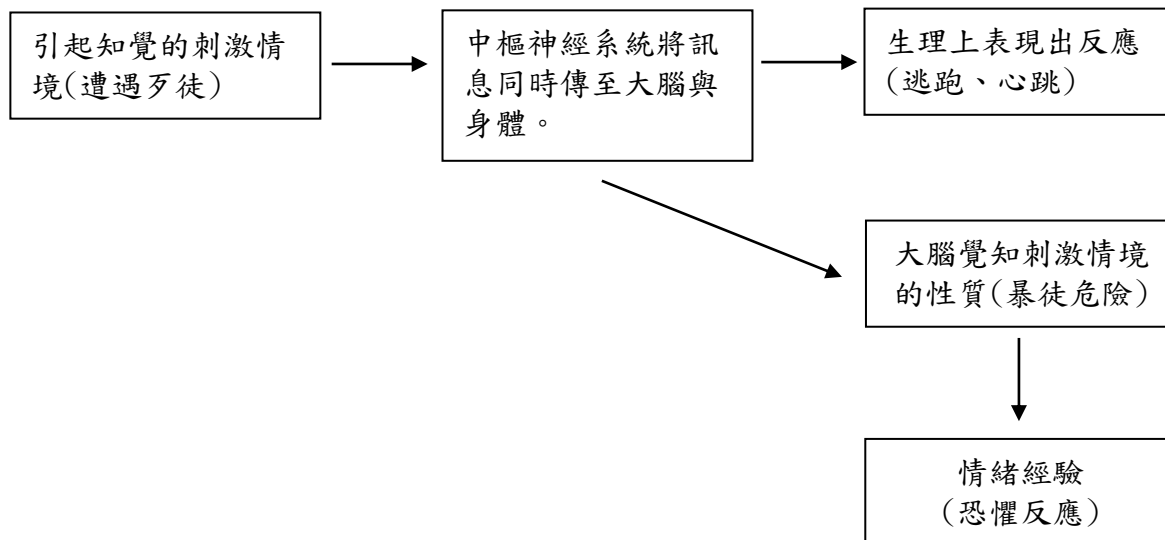 引起知覺的刺激情
境(遭遇歹徒)
中樞神經系統將訊
息同時傳至大腦與
身體。
生理上表現出反應
(逃跑、心跳)
大腦覺知刺激情境
的性質(暴徒危險)
情緒經驗
(恐懼反應)